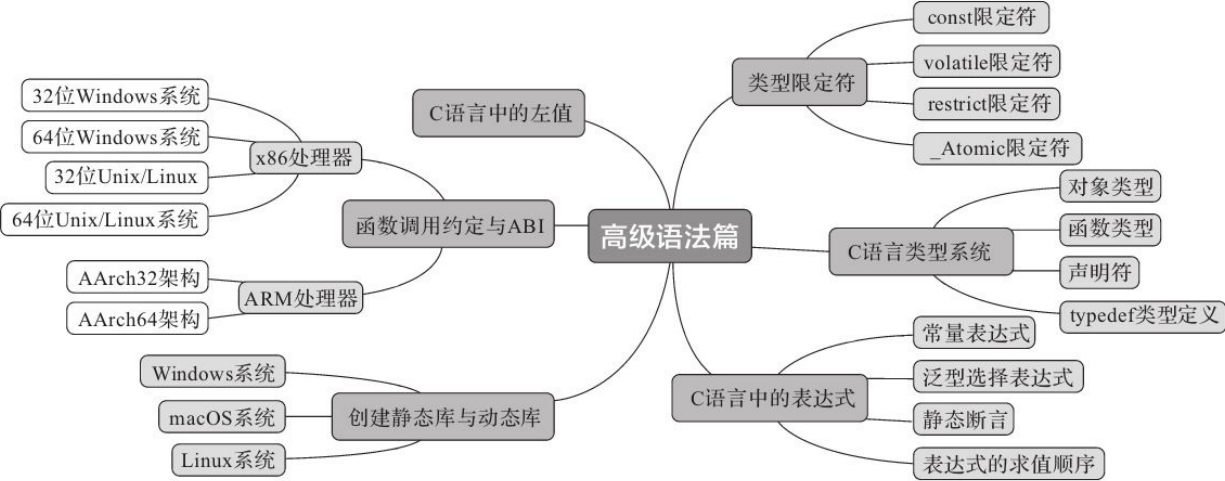 高级语法篇
类型限定符
const限定符
volatile限定符
restrict限定符
_Atomic限定符
C语言类型系统
对象类型
函数类型
声明符
typedef类型定义
C语言中的表达式
常量表达式
泛型选择表达式
静态断言
表达式的求值顺序
C语言中的左值
函数调用约定与ABI
x86处理器
32位Windows系统
64位Windows系统
32位Unix/Linux
64位Unix/Linux系统
ARM处理器
AArch32架构
AArch64架构
创建静态库与动态库
Windows系统
macOS系统
Linux系统